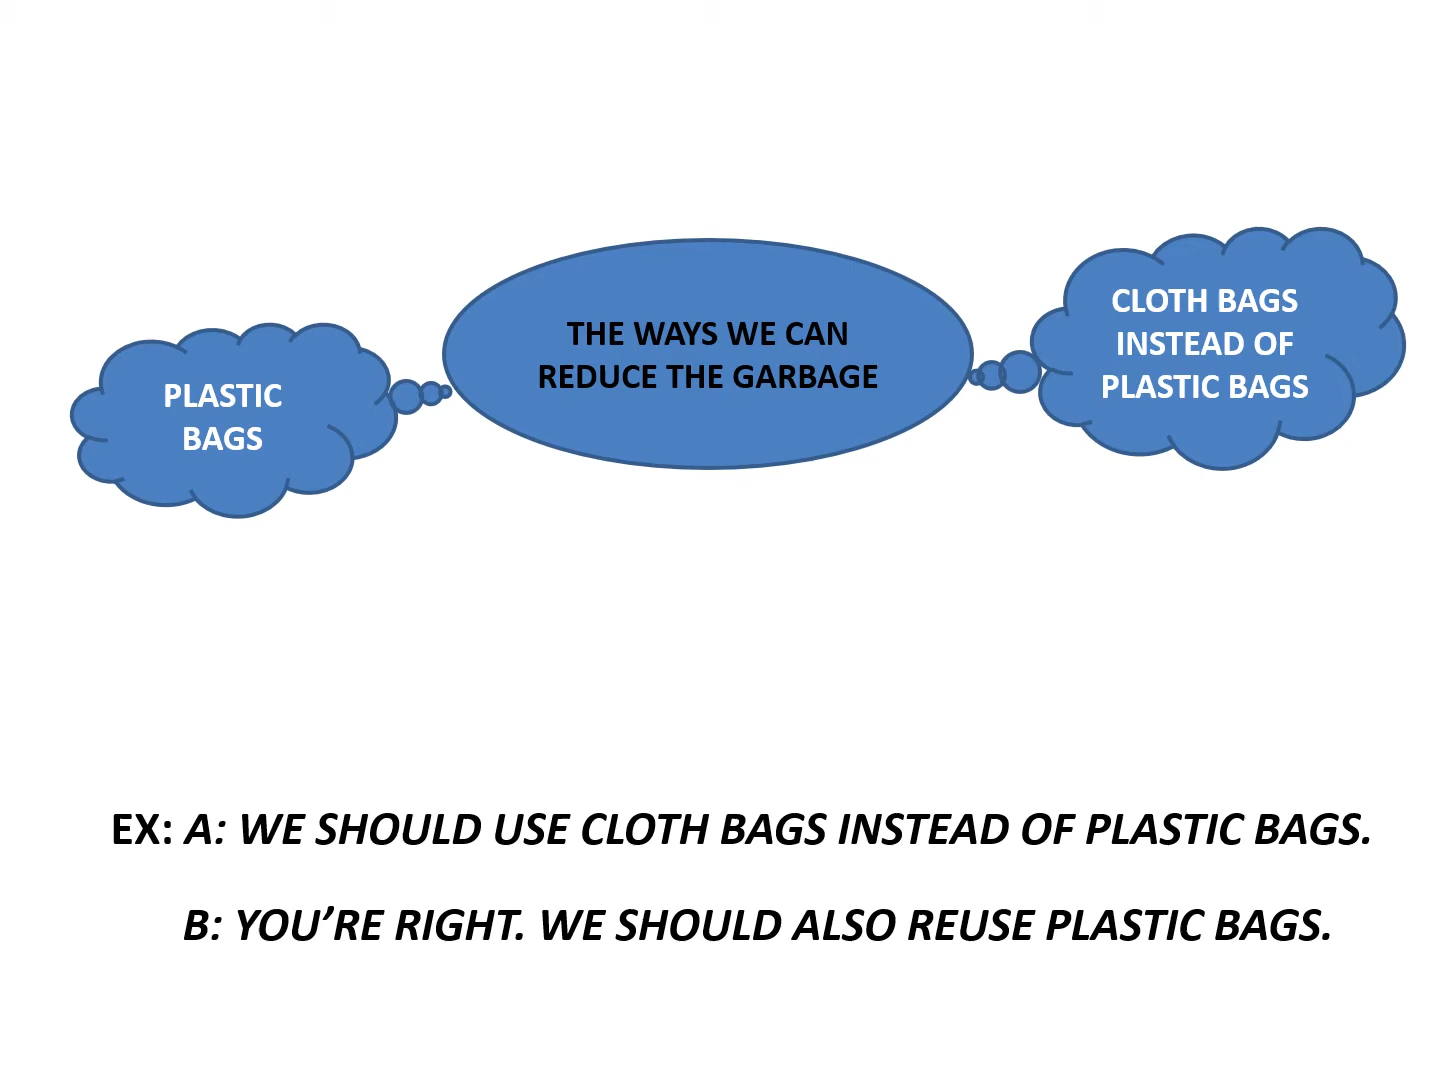 THE WAYS WE CAN
REDUCE THE GARBAGE
PLASTIC
BAGS
CLOTH BAGS
INSTEAD OF
PLASTIC BAGS
EX: A: WE SHOULD USE CLOTH BAGS INSTEAD OF PLASTIC BAGS.
B: YOU’RE RIGHT. WE SHOULD ALSO REUSE PLASTIC BAGS.